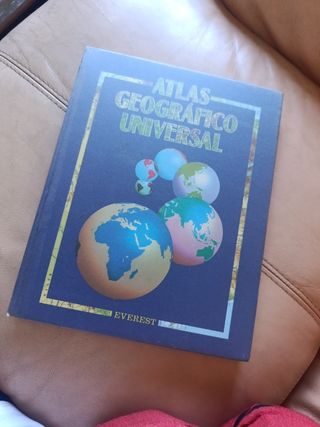 ATLAS
GEOGRÁFICO
UNIVERSAL
EVEREST